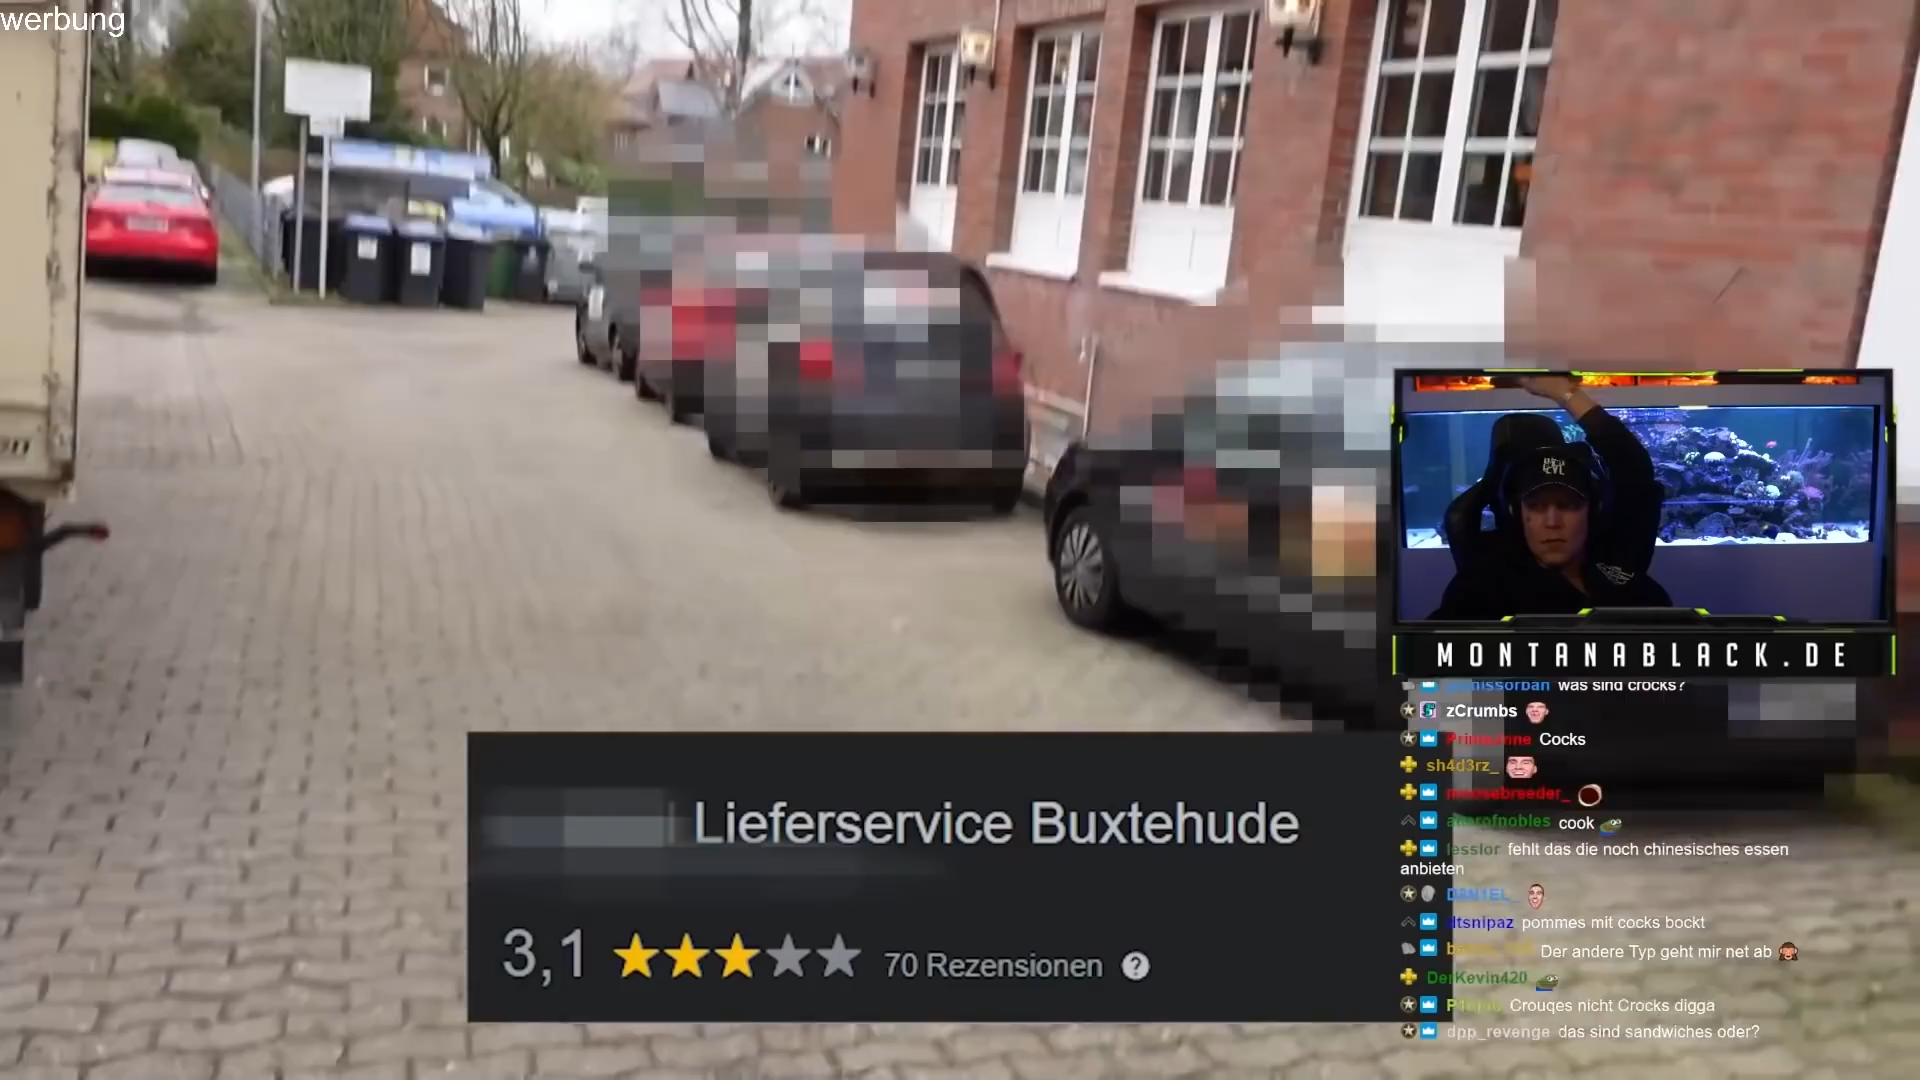 werbung
MONTANABLACK.DE
was sind crocks?
zCrumbs
Cocks
sh4d3rz_
cook
fehlt das die noch chinesisches essen
anbieten
D8N1EL_
dtsnipaz pommes mit cocks bockt
Der andere Typ geht mir net ab
DerKevin420
Crouqes nicht Crocks digga
dpp_revenge das sind sandwiches oder?
Lieferservice Buxtehude
3,1 70 Rezensionen ?